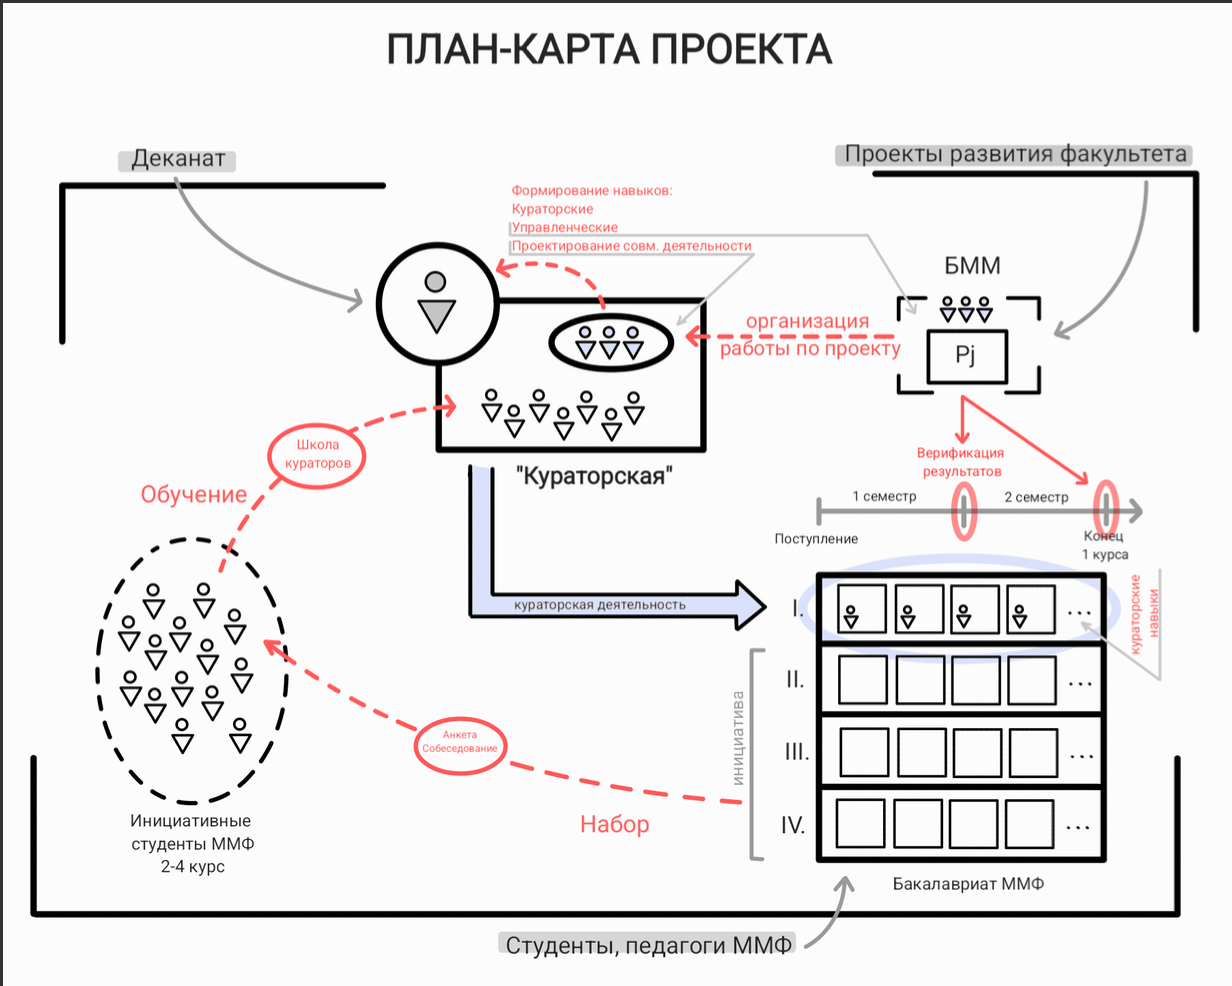 ПЛАН-КАРТА ПРОЕКТА
Деканат
Проекты развития факультета
Формирование навыков:
Кураторские
Управленческие
Проектирование совм. деятельности
БММ
организация
работы по проекту
Pj
Школа
кураторов
"Кураторская"
Верификация
результатов
Обучение
1 семестр
2 семестр
Поступление
Конец
1 курса
кураторская деятельность
I.
...
кураторские
навыки
II.
...
инициатива
Анкета
Собеседование
III.
...
Набор
IV.
...
Инициативные
студенты ММФ
2-4 курс
Бакалавриат ММФ
Студенты, педагоги ММФ